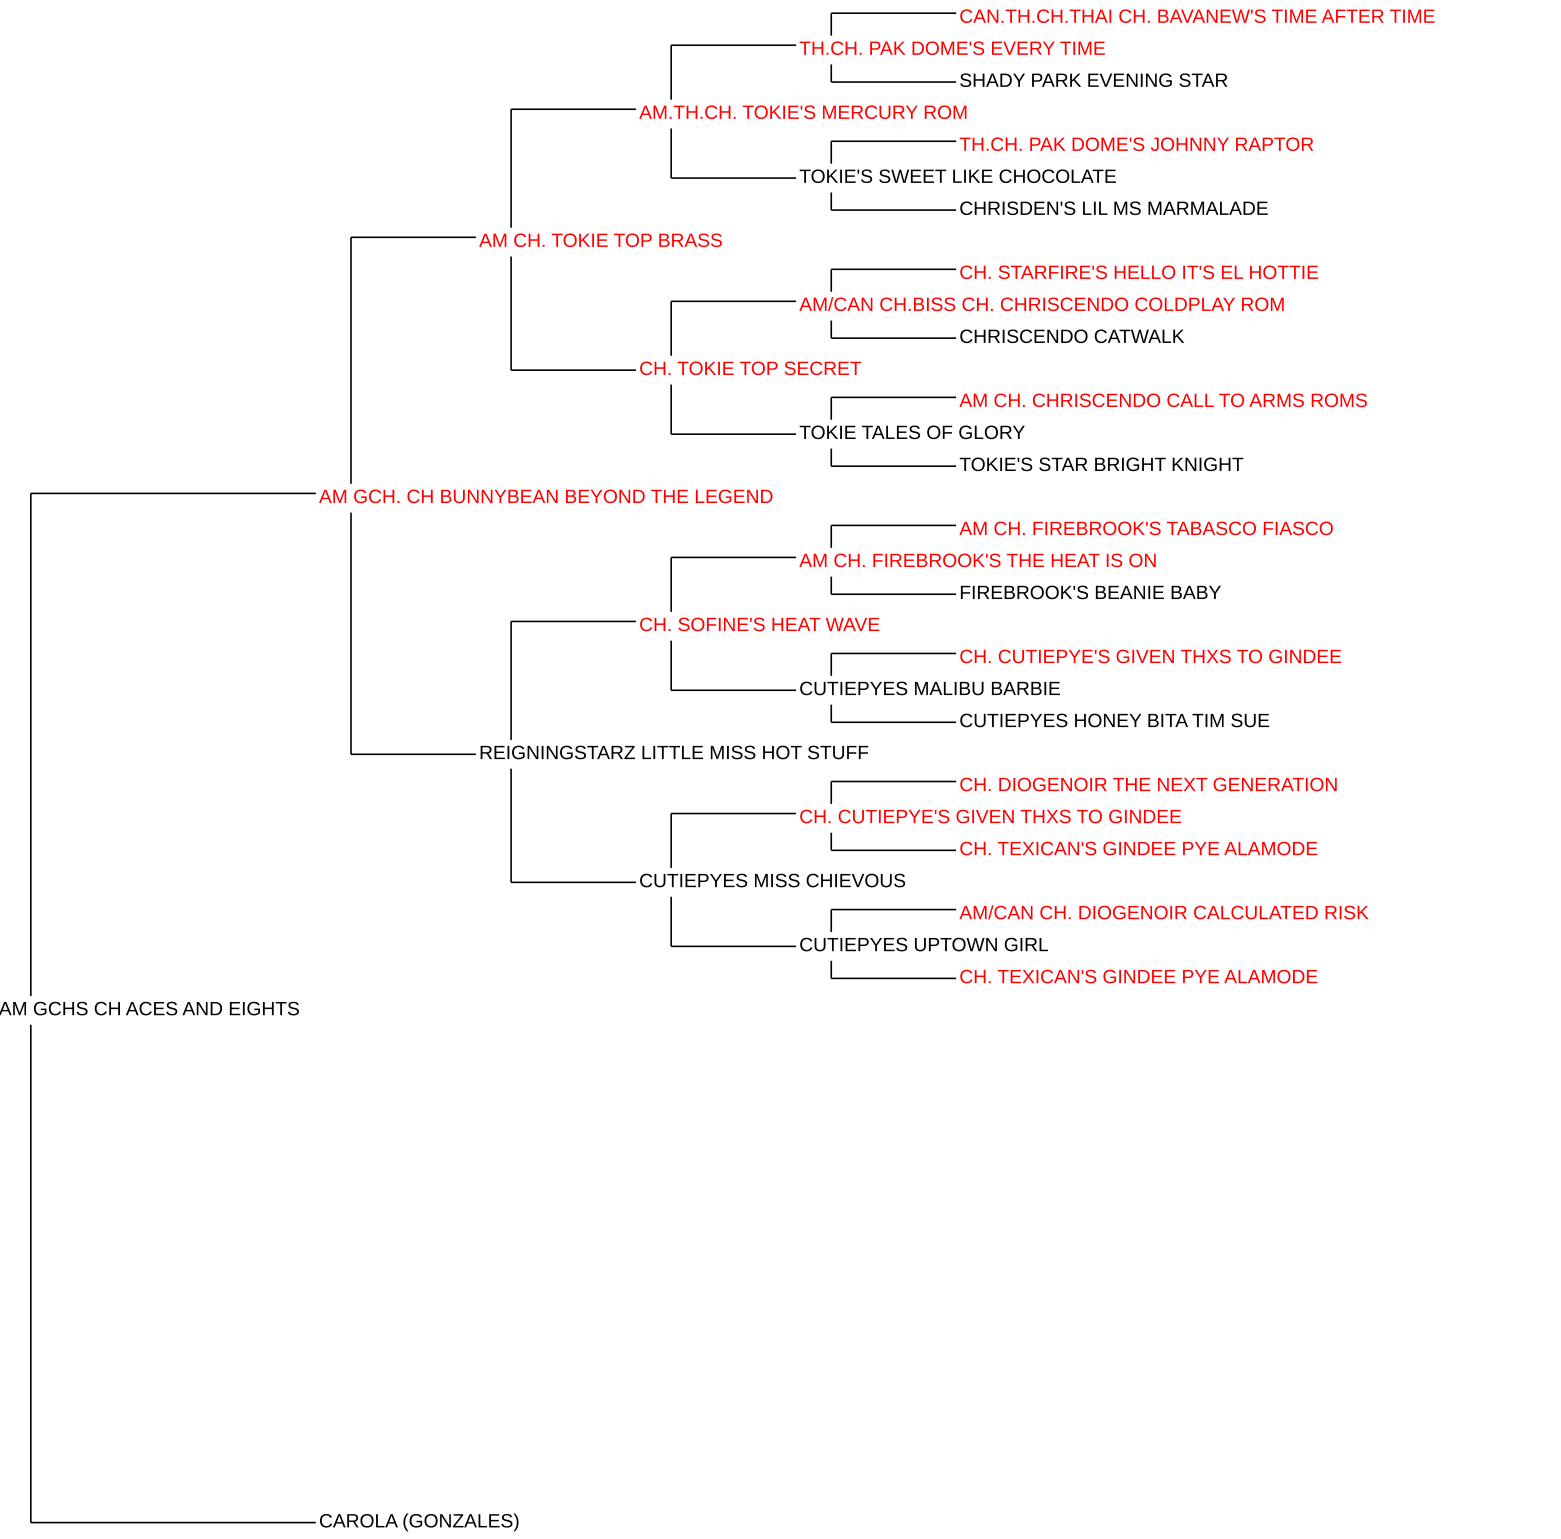 CAN.TH.CH.THAI CH. BAVANEW'S TIME AFTER TIME
TH.CH. PAK DOME'S EVERY TIME
SHADY PARK EVENING STAR
AM.TH.CH. TOKIE'S MERCURY ROM
TH.CH. PAK DOME'S JOHNNY RAPTOR
TOKIE'S SWEET LIKE CHOCOLATE
CHRISDEN'S LIL MS MARMALADE
AM CH. TOKIE TOP BRASS
CH. STARFIRE'S HELLO IT'S EL HOTTIE
AM/CAN CH.BISS CH. CHRISCENDO COLDPLAY ROM
CHRISCENDO CATWALK
CH. TOKIE TOP SECRET
AM CH. CHRISCENDO CALL TO ARMS ROMS
TOKIE TALES OF GLORY
TOKIE'S STAR BRIGHT KNIGHT
AM GCH. CH BUNNYBEAN BEYOND THE LEGEND
AM CH. FIREBROOK'S TABASCO FIASCO
AM CH. FIREBROOK'S THE HEAT IS ON
FIREBROOK'S BEANIE BABY
CH. SOFINE'S HEAT WAVE
CH. CUTIEPYE'S GIVEN THXS TO GINDEE
CUTIEPYES MALIBU BARBIE
CUTIEPYES HONEY BITA TIM SUE
REIGNINGSTARZ LITTLE MISS HOT STUFF
CH. DIOGENOIR THE NEXT GENERATION
CH. CUTIEPYE'S GIVEN THXS TO GINDEE
CH. TEXICAN'S GINDEE PYE ALAMODE
CUTIEPYES MISS CHIEVOUS
AM/CAN CH. DIOGENOIR CALCULATED RISK
CUTIEPYES UPTOWN GIRL
CH. TEXICAN'S GINDEE PYE ALAMODE
AM GCHS CH ACES AND EIGHTS
CAROLA (GONZALES)